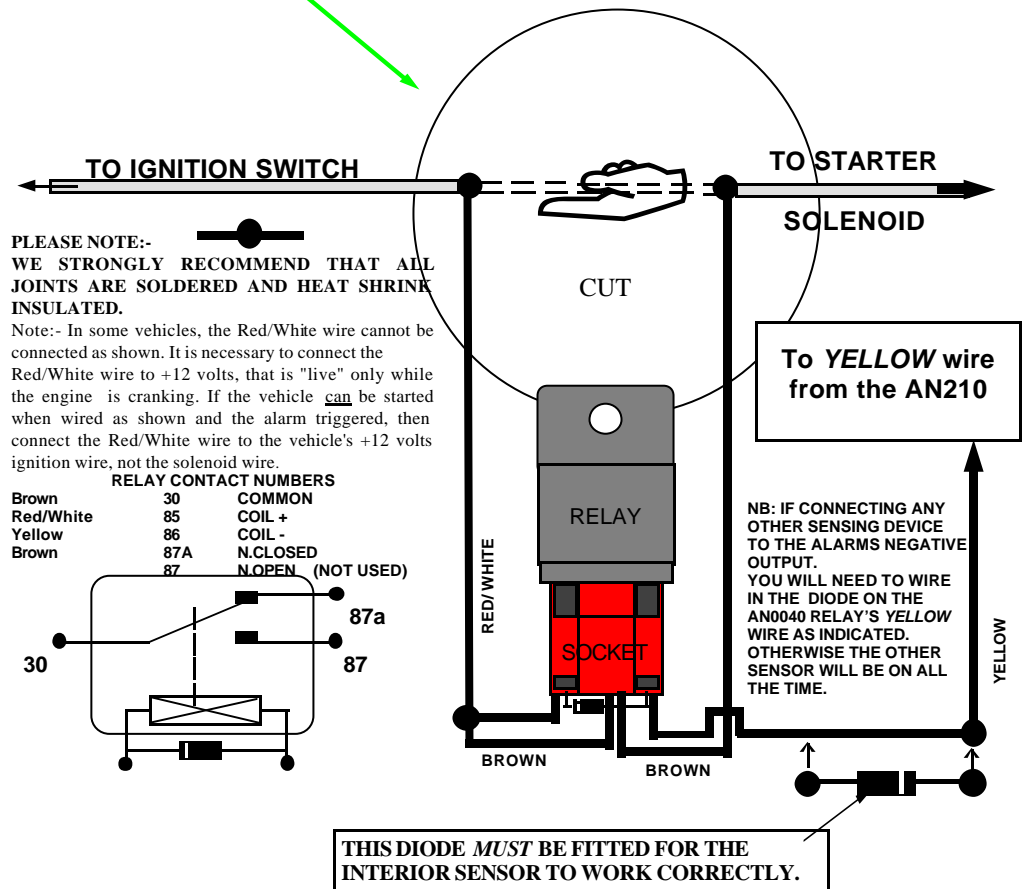 TO IGNITION SWITCH
TO STARTER
SOLENOID
PLEASE NOTE:-
WE STRONGLY RECOMMEND THAT ALL
JOINTS ARE SOLDERED AND HEAT SHRINK
INSULATED.
Note:- In some vehicles, the Red/White wire cannot be
connected as shown. It is necessary to connect the
Red/White wire to +12 volts, that is "live" only while
the engine is cranking. If the vehicle can be started
when wired as shown and the alarm triggered, then
connect the Red/White wire to the vehicle's +12 volts
ignition wire, not the solenoid wire.
CUT
To YELLOW wire
from the AN210
RELAY CONTACT NUMBERS
Brown 30 COMMON
Red/White 85 COIL +
Yellow 86 COIL -
Brown 87A N.CLOSED
87 N.OPEN (NOT USED)
87a
30
87
RED/ WHITE
RELAY
SOCKET
BROWN
BROWN
NB: IF CONNECTING ANY
OTHER SENSING DEVICE
TO THE ALARMS NEGATIVE
OUTPUT.
YOU WILL NEED TO WIRE
IN THE DIODE ON THE
AN0040 RELAY'S YELLOW
WIRE AS INDICATED.
OTHERWISE THE OTHER
SENSOR WILL BE ON ALL
THE TIME.
YELLOW
THIS DIODE MUST BE FITTED FOR THE
INTERIOR SENSOR TO WORK CORRECTLY.